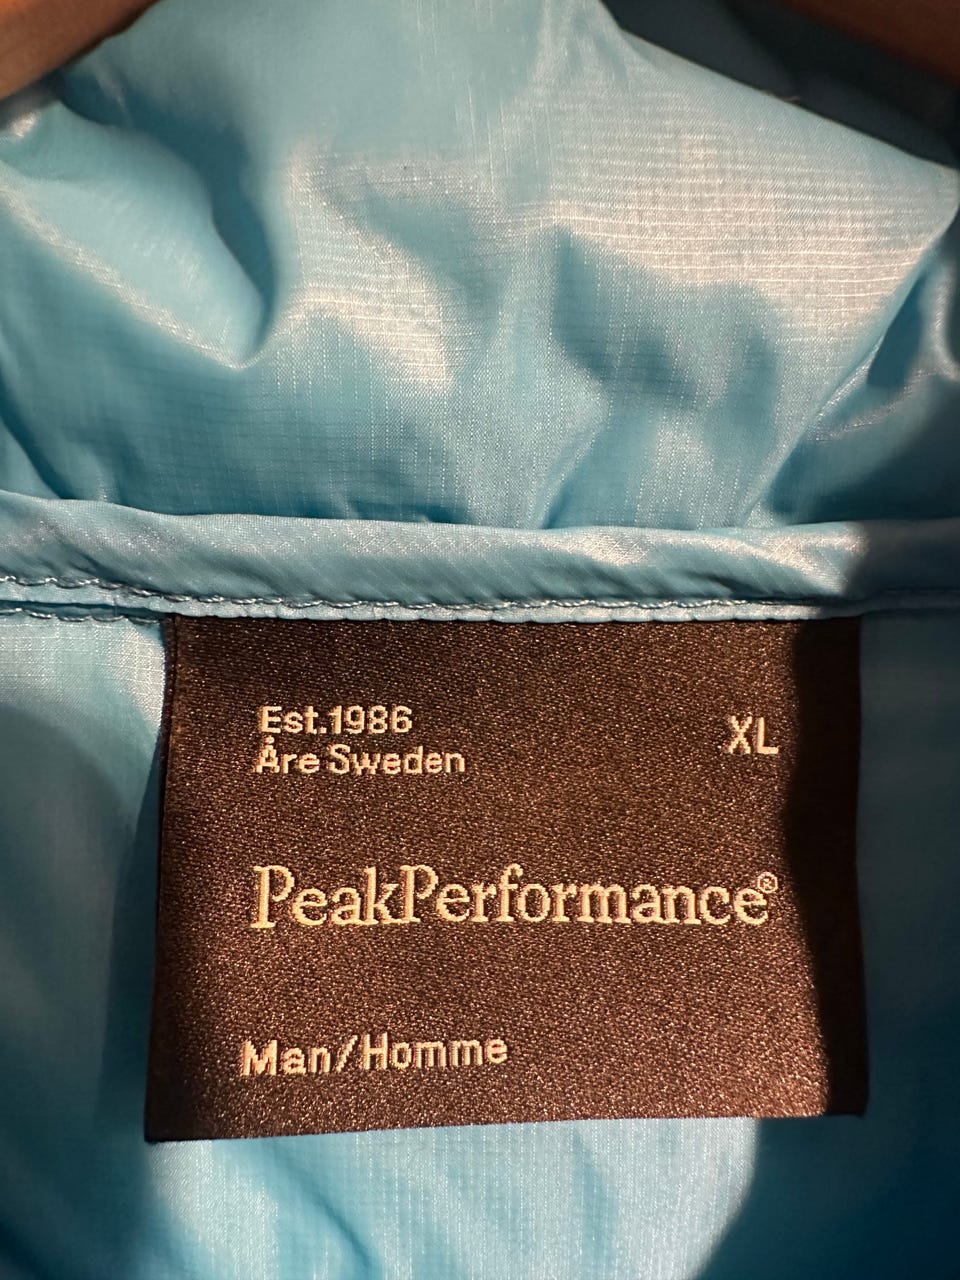 Est.1986
Åre Sweden
XL
PeakPerformance®
Man/Homme